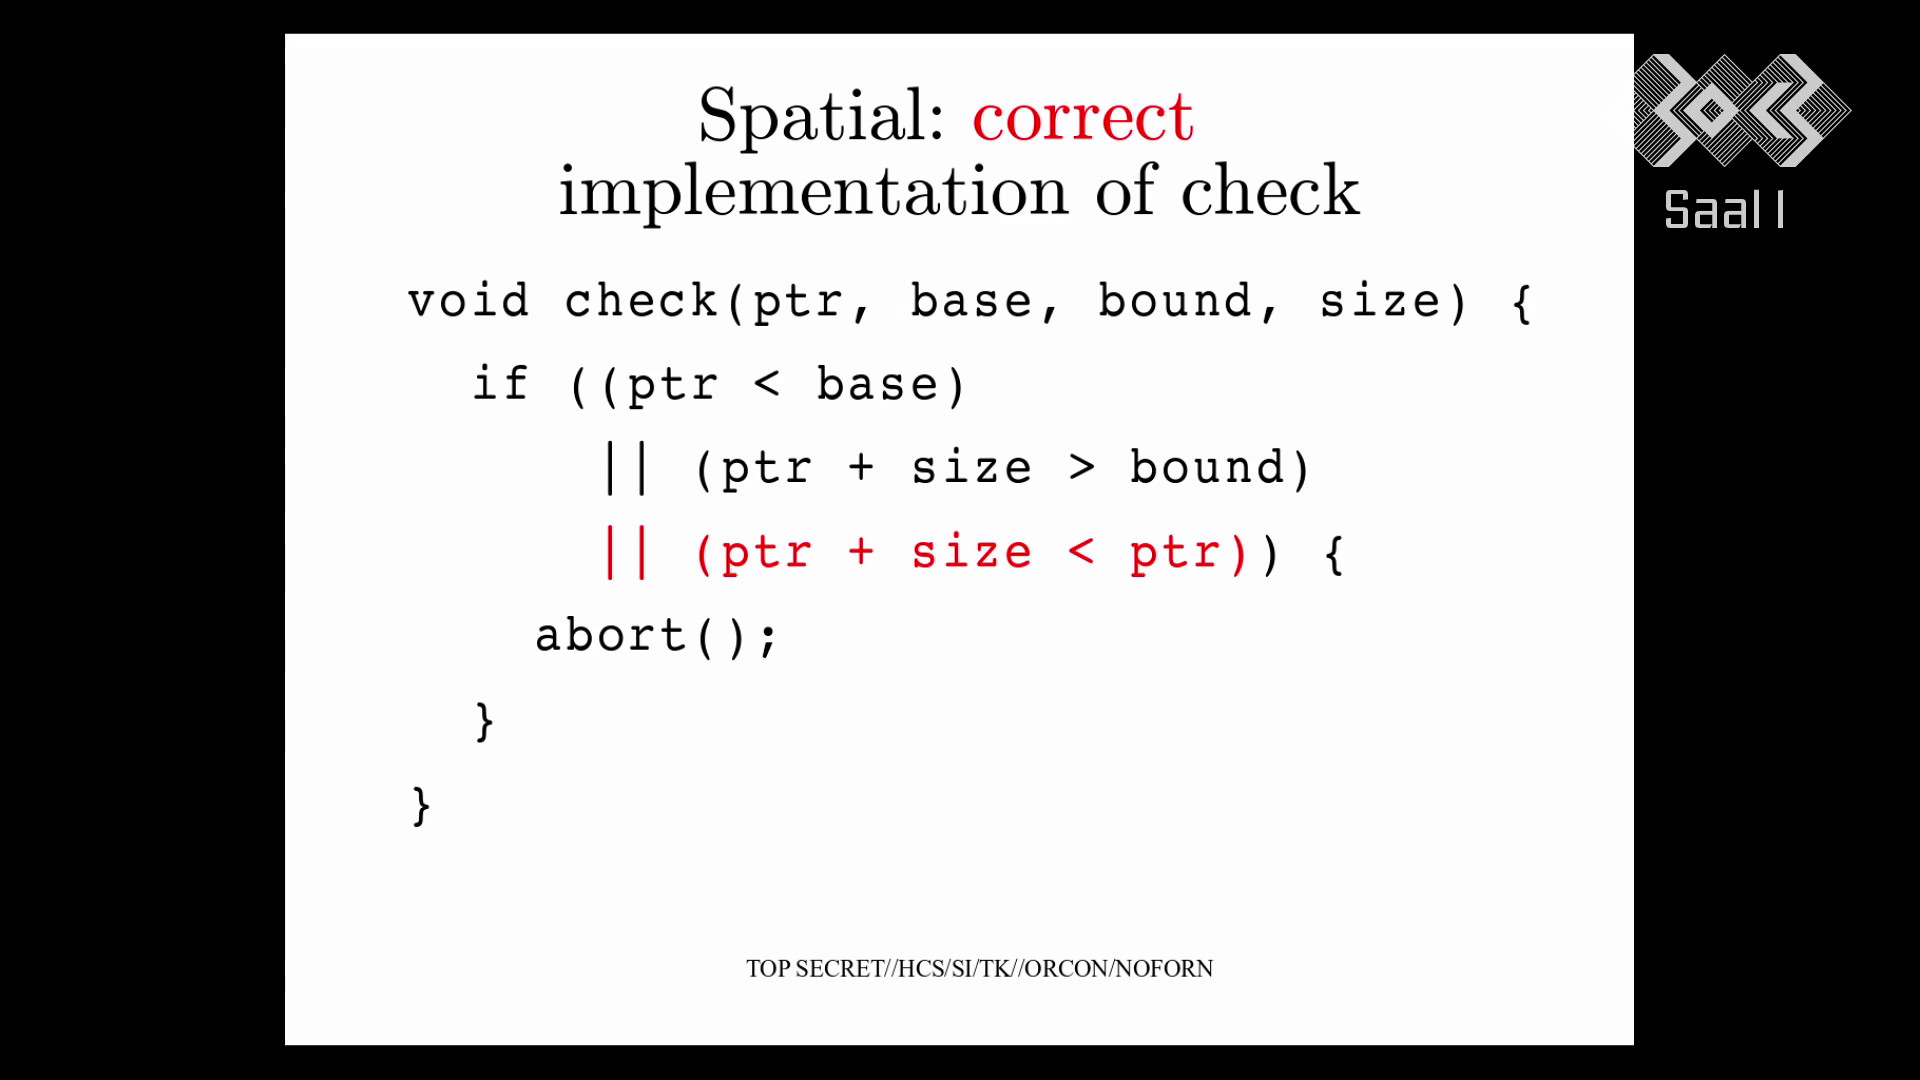 Spatial: correct
implementation of check
void check(ptr, base, bound, size) {
if ((ptr < base)
|| (ptr + size > bound)
|| (ptr + size < ptr)) {
abort();
}
}
TOP SECRET//HCS/SI/TK//ORCON/NOFORN
Saal 1